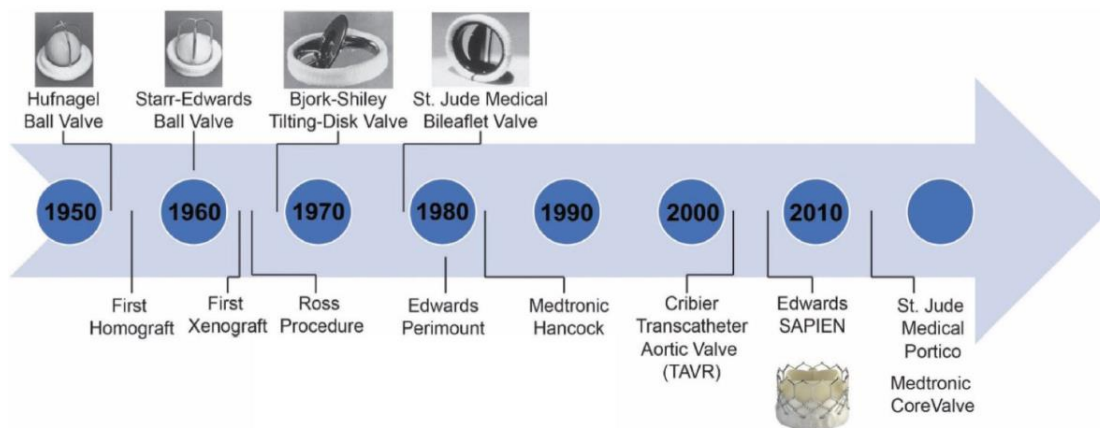 Hufnagel
Ball Valve
Starr-Edwards
Ball Valve
Bjork-Shiley
Tilting-Disk Valve
St. Jude Medical
Bileaflet Valve
1950
1960
1970
1980
1990
2000
2010
First
Homograft
First
Xenograft
Ross
Procedure
Edwards
Perimount
Medtronic
Hancock
Cribier
Transcatheter
Aortic Valve
(TAVR)
Edwards
SAPIEN
St. Jude
Medical
Portico
Medtronic
CoreValve